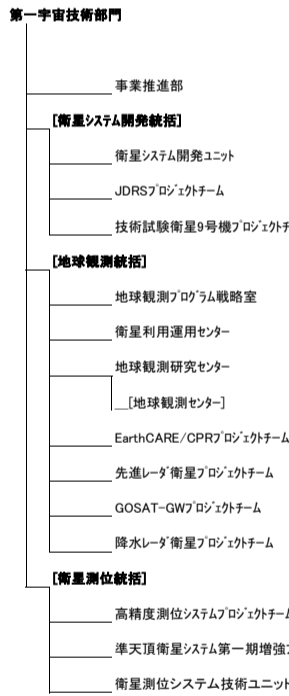 第一宇宙技術部門
事業推進部
[衛星ｼｽﾃﾑ開発統括]
衛星ｼｽﾃﾑ開発ﾕﾆｯﾄ
JDRSﾌﾟﾛｼﾞｪｸﾄﾁｰﾑ
技術試験衛星9号機ﾌﾟﾛｼﾞｪｸﾄﾁ
[地球観測統括]
地球観測ﾌﾟﾛｸﾞﾗﾑ戦略室
衛星利用運用ｾﾝﾀｰ
地球観測研究ｾﾝﾀｰ
__[地球観測ｾﾝﾀｰ]
EarthCARE/CPRﾌﾟﾛｼﾞｪｸﾄﾁｰﾑ
先進ﾚｰﾀﾞ衛星ﾌﾟﾛｼﾞｪｸﾄﾁｰﾑ
GOSAT-GWﾌﾟﾛｼﾞｪｸﾄﾁｰﾑ
降水ﾚｰﾀﾞ衛星ﾌﾟﾛｼﾞｪｸﾄﾁｰﾑ
[衛星測位統括]
高精度測位ｼｽﾃﾑﾌﾟﾛｼﾞｪｸﾄﾁｰﾑ
準天頂衛星ｼｽﾃﾑ第一期増強
衛星測位システム技術ﾕﾆｯﾄ